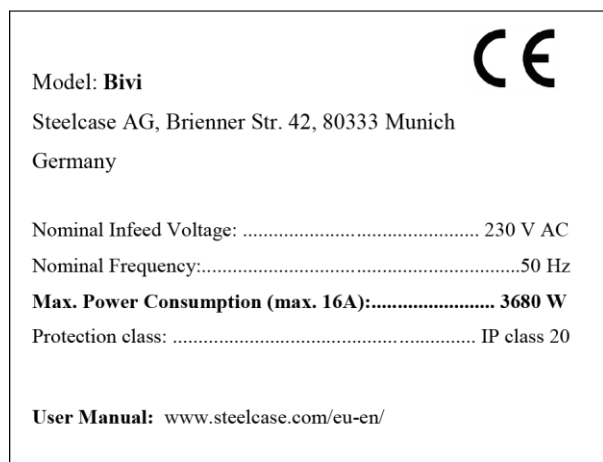 CE
Model: Bivi
Steelcase AG, Brienner Str. 42, 80333 Munich
Germany
Nominal Infeed Voltage: ............................................... 230 V AC
Nominal Frequency:................................................................50 Hz
Max. Power Consumption (max. 16A):......................... 3680 W
Protection class: ............................................................ IP class 20
User Manual: www.steelcase.com/eu-en/